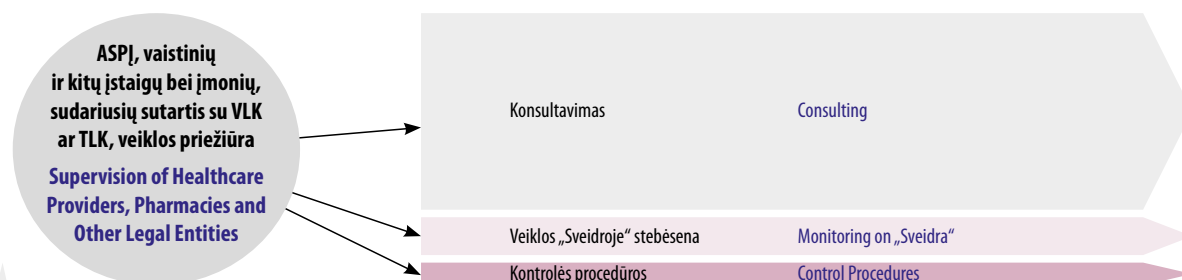 ASPĮ, vaistinių
ir kitų įstaigų bei įmonių,
sudariusių sutartis su VLK
ar TLK, veiklos priežiūra
Supervision of Healthcare
Providers, Pharmacies and
Other Legal Entities
Konsultavimas Consulting
Veiklos „Sveidroje“ stebėsena Monitoring on „Sveidra“
Kontrolės procedūros Control Procedures